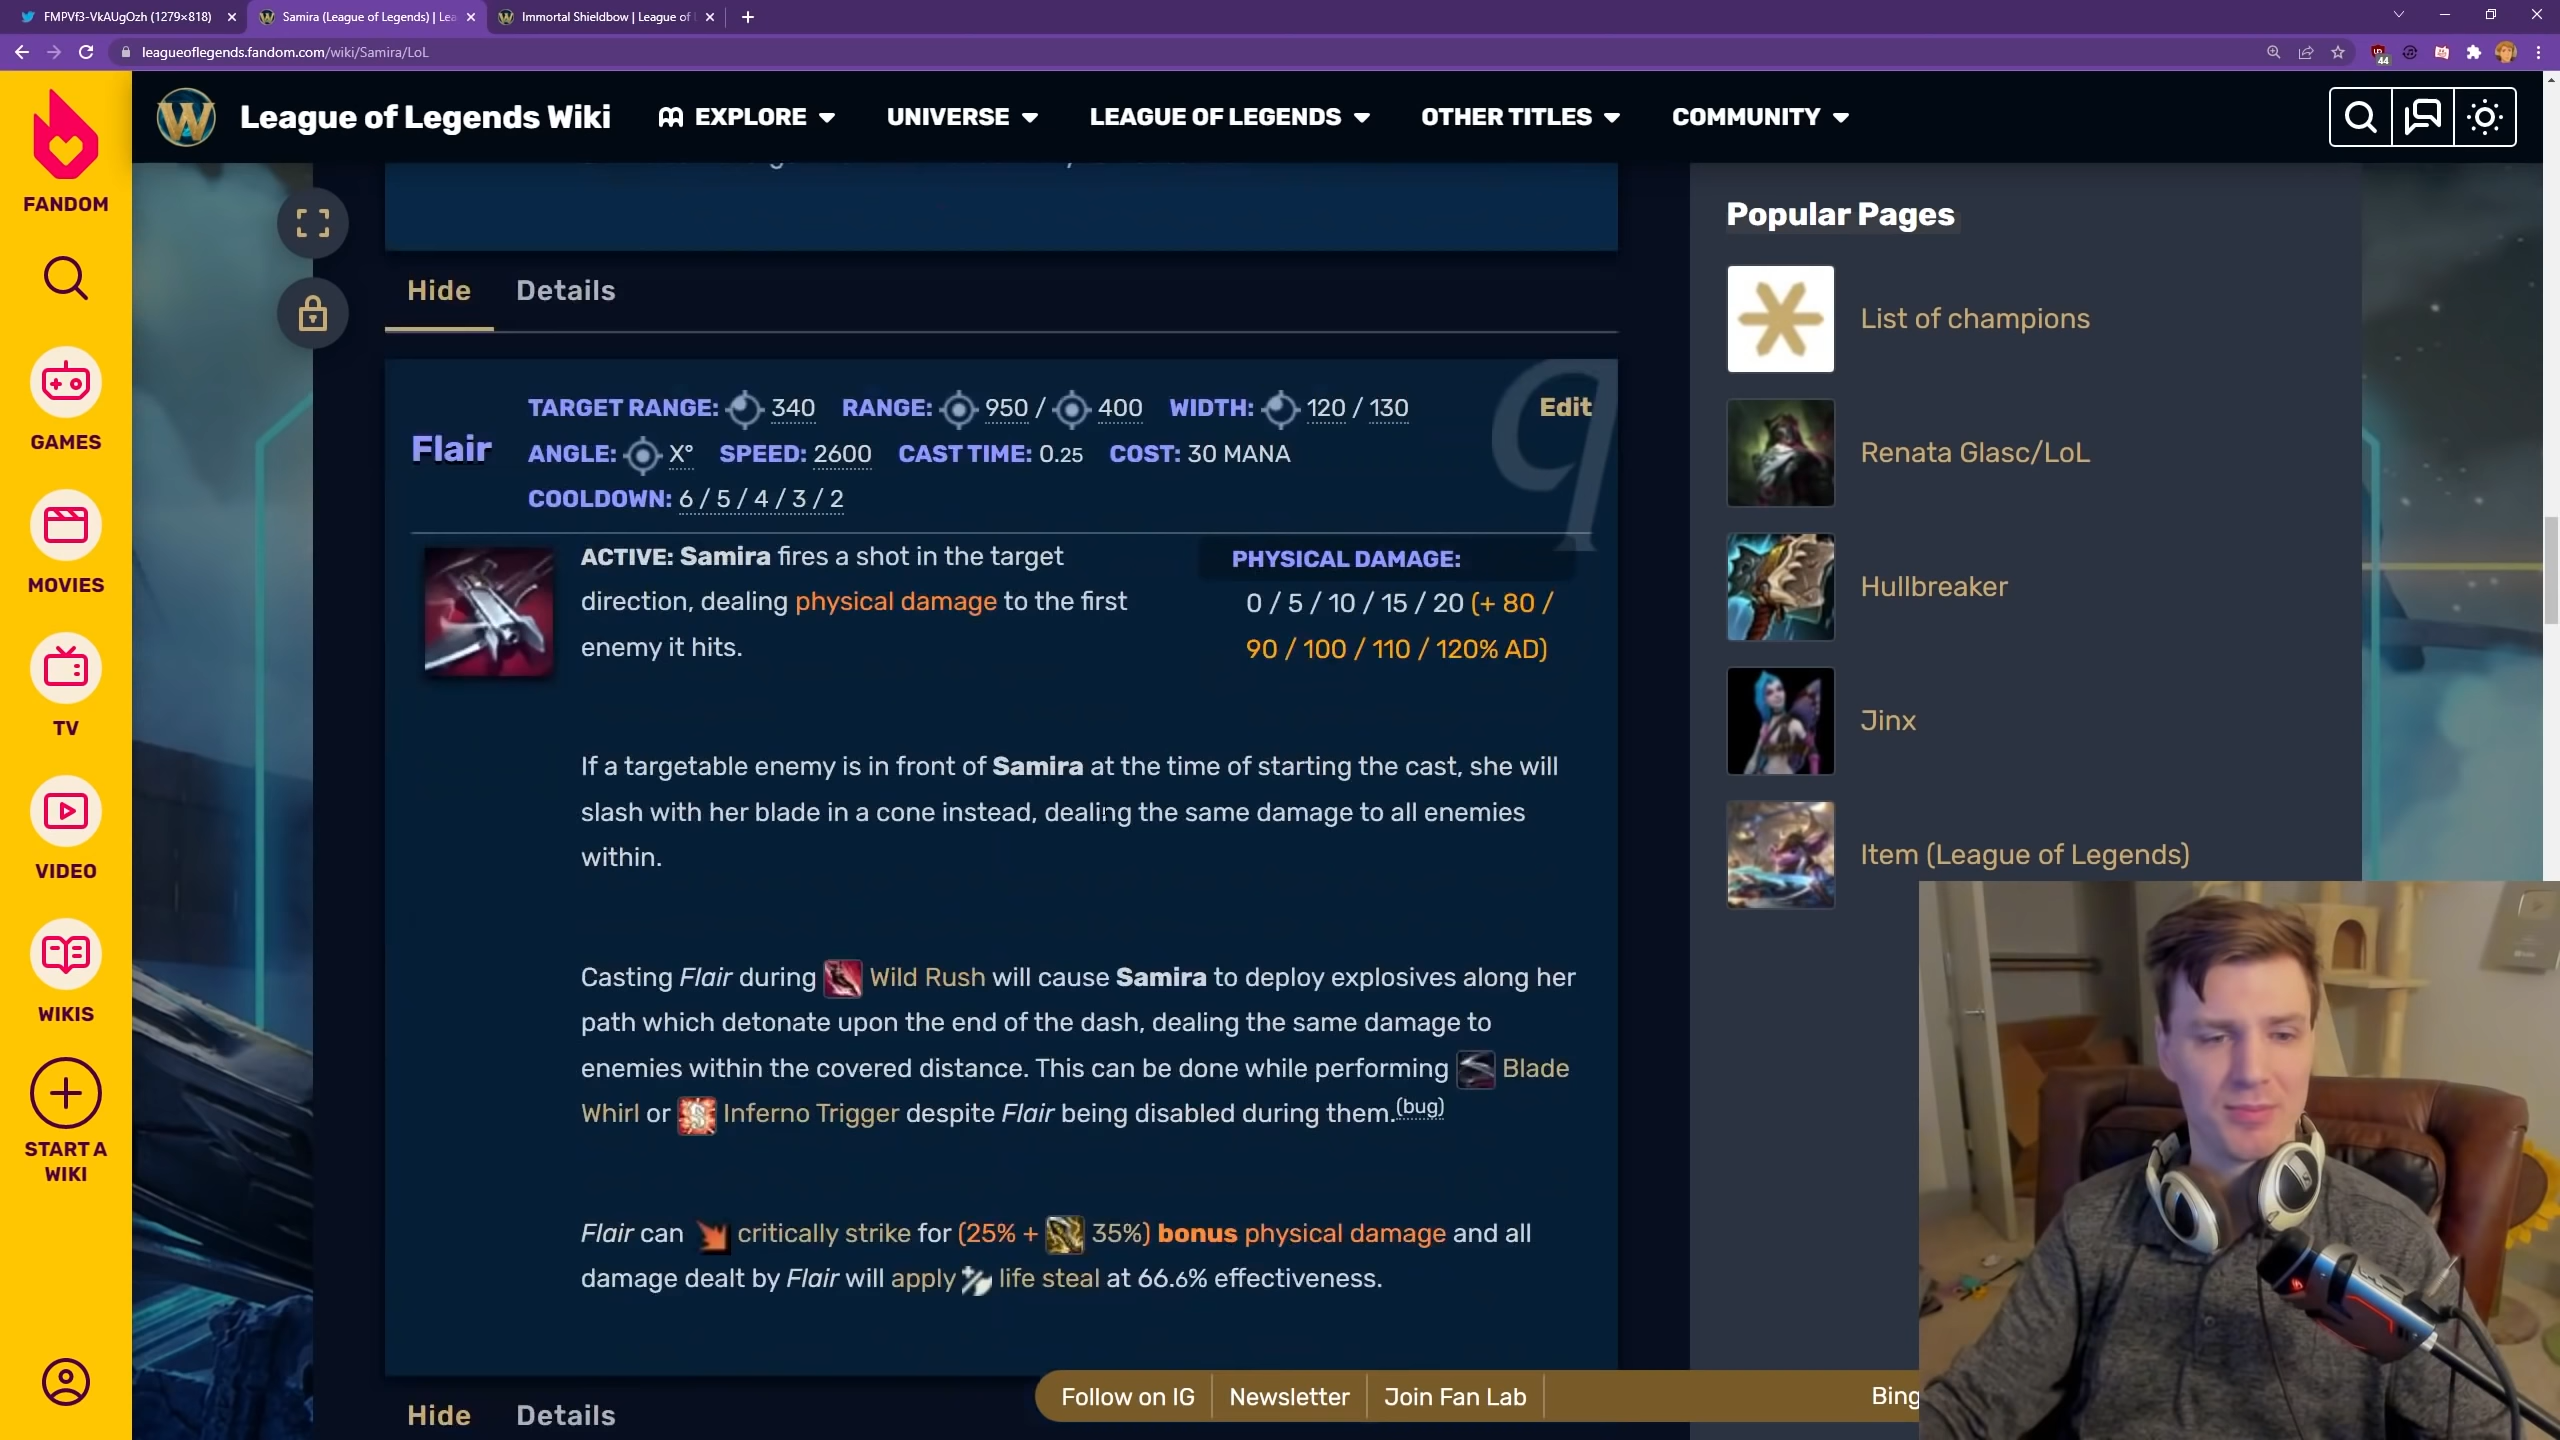 FMPVf3-VkAUgOzh (1279×818)
Samira (League of Legends) | Lea
Immortal Shieldbow | League of
leagueoflegends.fandom.com/wiki/Samira/LoL
44
FANDOM
GAMES
MOVIES
TV
VIDEO
WIKIS
START A
WIKI
League of Legends Wiki
EXPLORE
UNIVERSE
LEAGUE OF LEGENDS
OTHER TITLES
COMMUNITY
Hide Details
Flair
TARGET RANGE: 340 RANGE: 950 / 400 WIDTH: 120 / 130
Edit
ANGLE: X° SPEED: 2600 CAST TIME: 0.25 COST: 30 MANA
COOLDOWN: 6 / 5 / 4 / 3 / 2
q
ACTIVE: Samira fires a shot in the target
direction, dealing physical damage to the first
enemy it hits.
PHYSICAL DAMAGE:
0 / 5 / 10 / 15 / 20 (+ 80 /
90 / 100 / 110 / 120% AD)
If a targetable enemy is in front of Samira at the time of starting the cast, she will
slash with her blade in a cone instead, dealing the same damage to all enemies
within.
Casting Flair during Wild Rush will cause Samira to deploy explosives along her
path which detonate upon the end of the dash, dealing the same damage to
enemies within the covered distance. This can be done while performing Blade
Whirl or Inferno Trigger despite Flair being disabled during them.(bug)
Flair can critically strike for (25% + 35%) bonus physical damage and all
damage dealt by Flair will apply life steal at 66.6% effectiveness.
Hide Details
Popular Pages
List of champions
Renata Glasc/LoL
Hullbreaker
Jinx
Item (League of Legends)
Follow on IG
Newsletter
Join Fan Lab
Bing